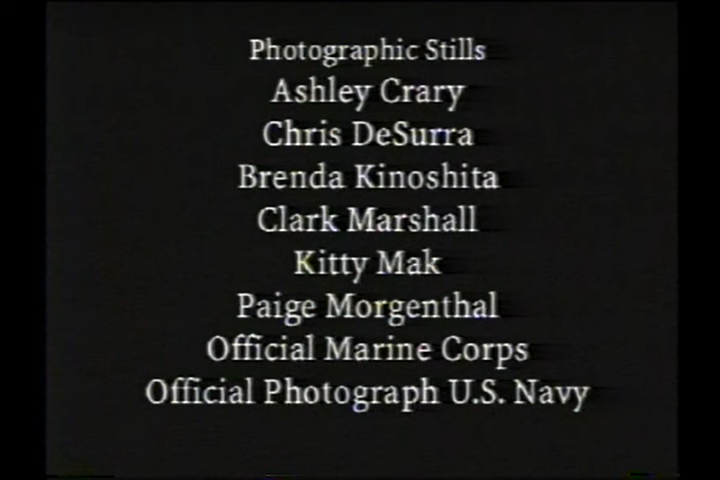 Photographic Stills
Ashley Crary
Chris DeSurra
Brenda Kinoshita
Clark Marshall
Kitty Mak
Paige Morgenthal
Official Marine Corps
Official Photograph U.S. Navy